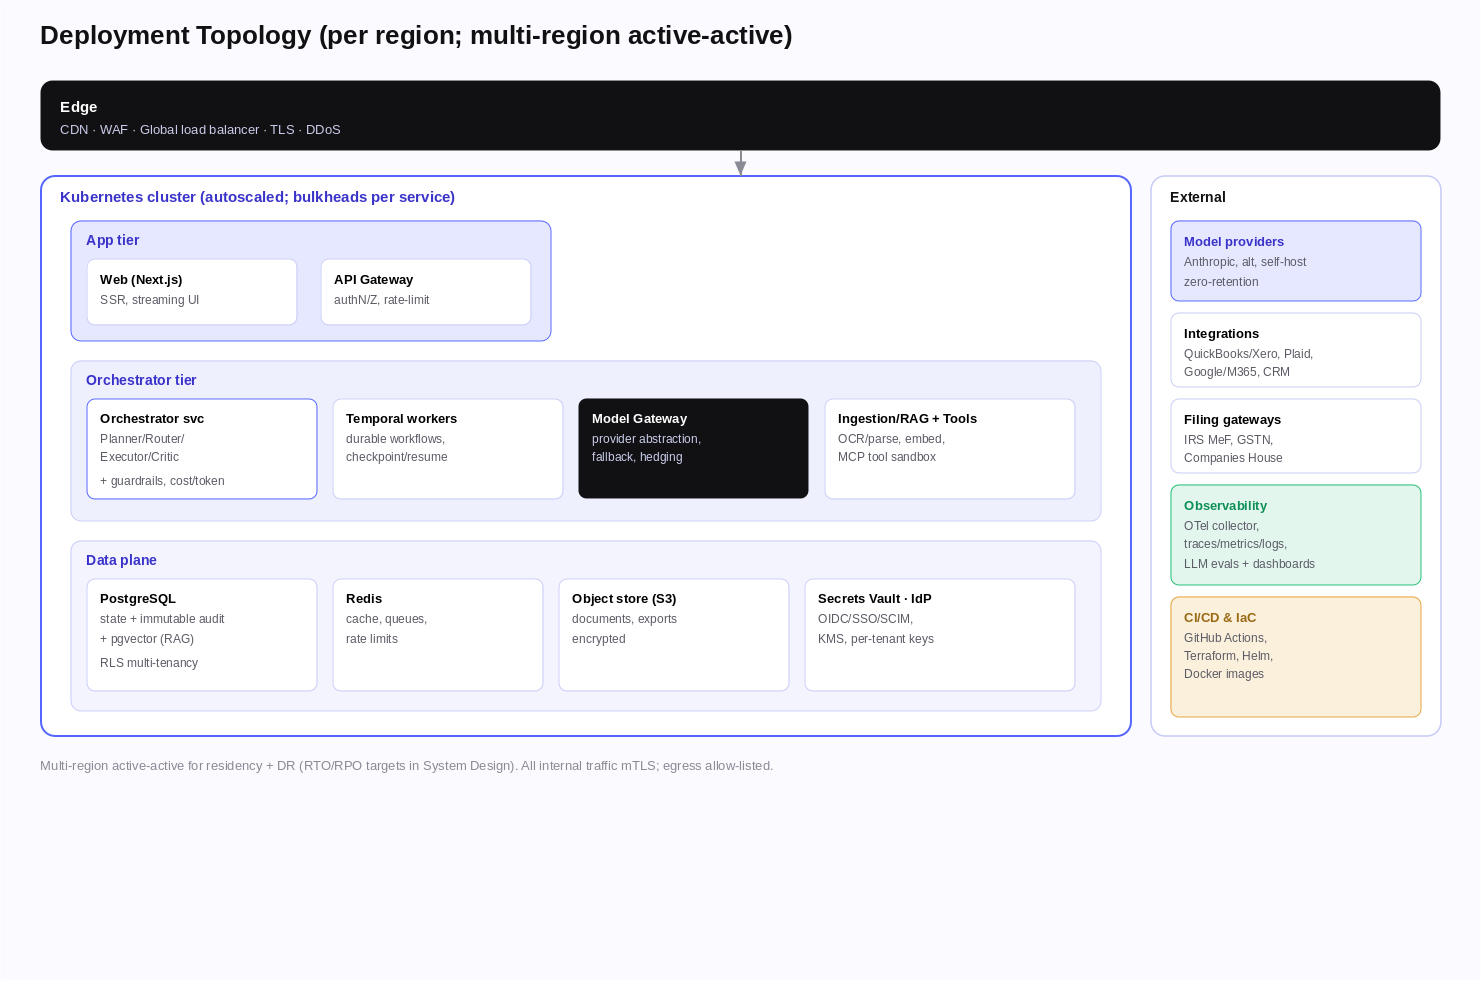 Deployment Topology (per region; multi-region active-active)
Edge
CDN · WAF · Global load balancer · TLS · DDoS
Kubernetes cluster (autoscaled; bulkheads per service)
App tier
Web (Next.js)
SSR, streaming UI
API Gateway
authN/Z, rate-limit
Orchestrator tier
Orchestrator svc
Planner/Router/
Executor/Critic
+ guardrails, cost/token
Temporal workers
durable workflows,
checkpoint/resume
Model Gateway
provider abstraction,
fallback, hedging
Ingestion/RAG + Tools
OCR/parse, embed,
MCP tool sandbox
Data plane
PostgreSQL
state + immutable audit
+ pgvector (RAG)
RLS multi-tenancy
Redis
cache, queues,
rate limits
Object store (S3)
documents, exports
encrypted
Secrets Vault · IdP
OIDC/SSO/SCIM,
KMS, per-tenant keys
External
Model providers
Anthropic, alt, self-host
zero-retention
Integrations
QuickBooks/Xero, Plaid,
Google/M365, CRM
Filing gateways
IRS MeF, GSTN,
Companies House
Observability
OTel collector,
traces/metrics/logs,
LLM evals + dashboards
CI/CD & IaC
GitHub Actions,
Terraform, Helm,
Docker images
Multi-region active-active for residency + DR (RTO/RPO targets in System Design). All internal traffic mTLS; egress allow-listed.